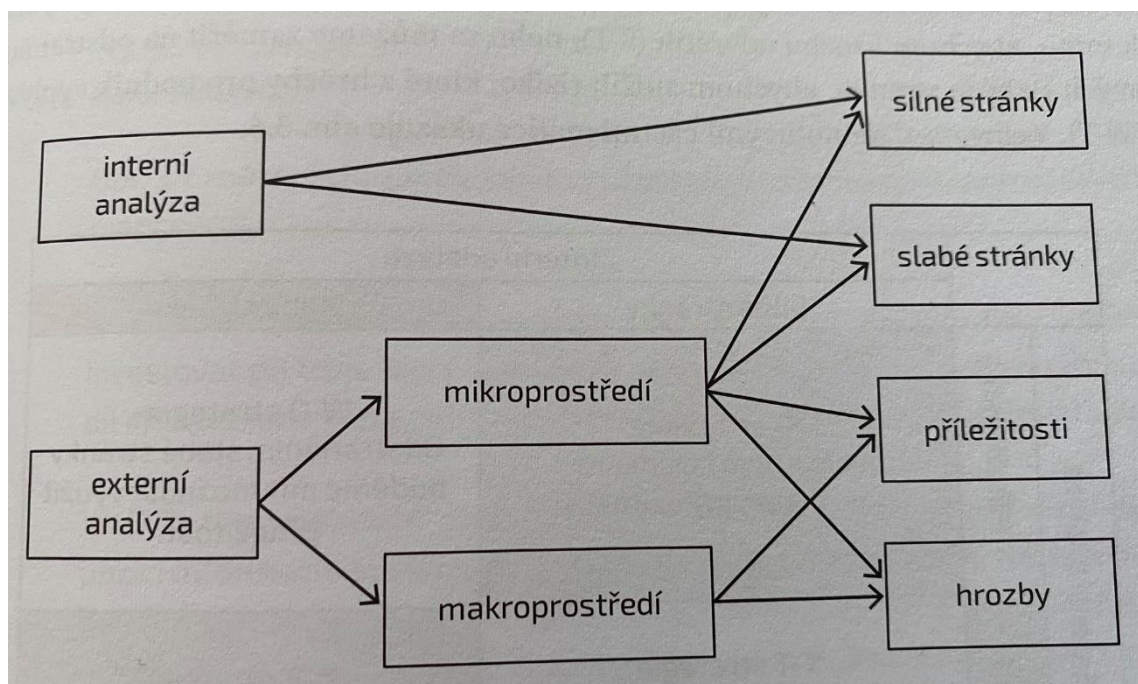 silné stránky
interní
analýza
slabé stránky
mikroprostředí
příležitosti
externí
analýza
makroprostředí
hrozby